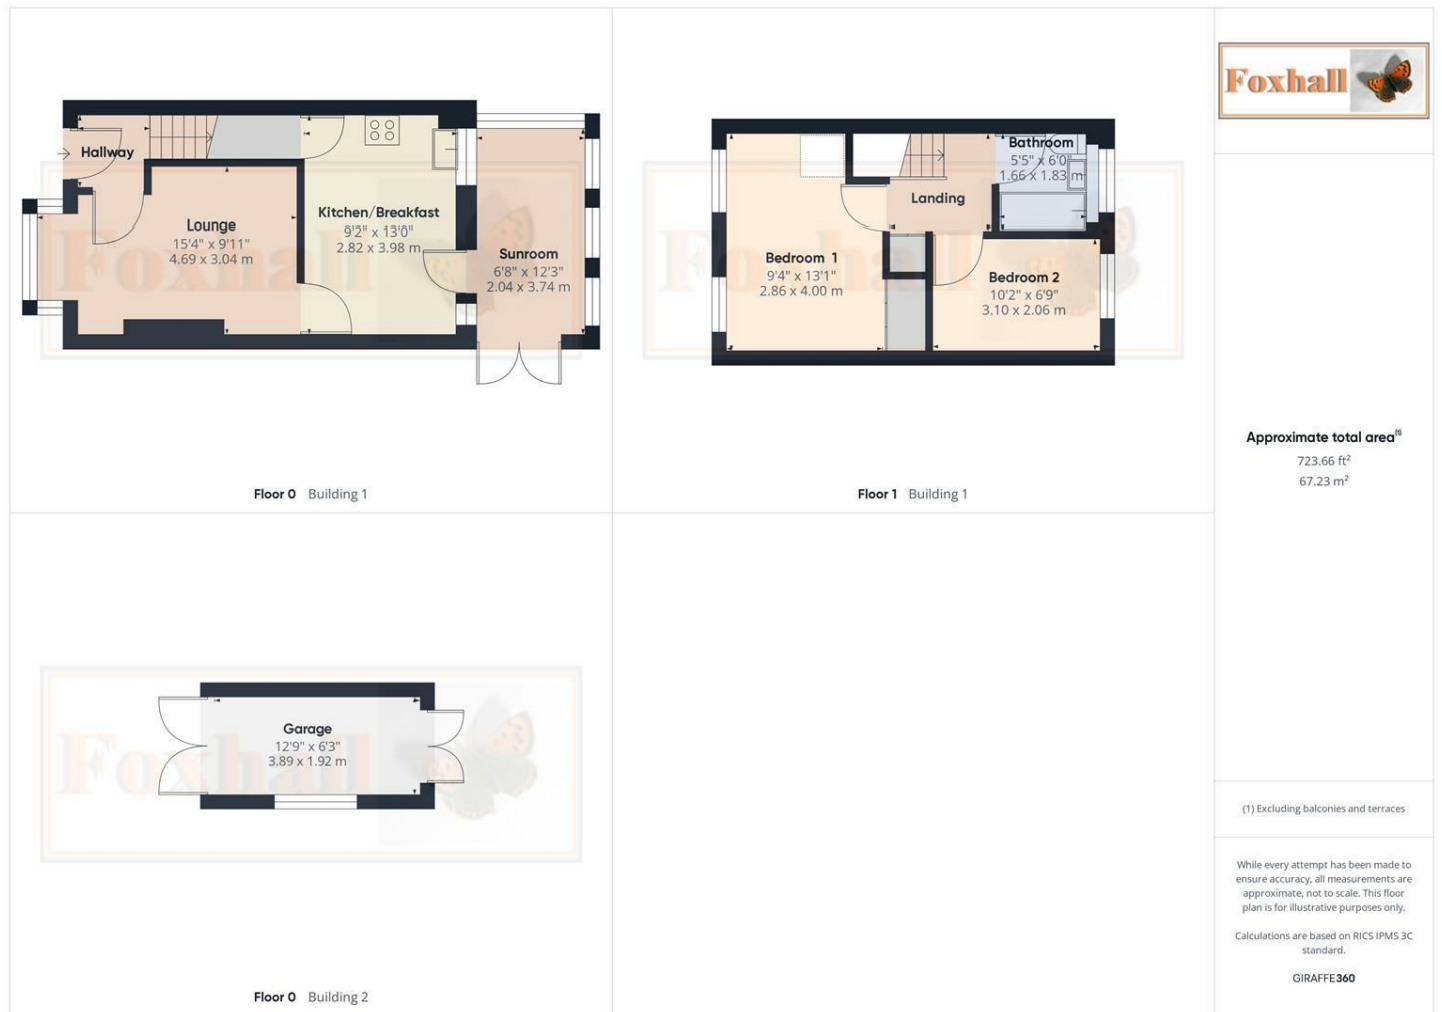 Hallway
Lounge
15'4" x 9'11"
4.69 x 3.04 m
Kitchen/Breakfast
9'2" x 13'0"
2.82 x 3.98 m
Sunroom
6'8" x 12'3"
2.04 x 3.74 m
Foxhall
Floor 0 Building 1
Bathroom
5'5" x 6'0"
1.66 x 1.83 m
Landing
Bedroom 1
9'4" x 13'1"
2.86 x 4.00 m
Bedroom 2
10'2" x 6'9"
3.10 x 2.06 m
Foxhall
Floor 1 Building 1
Garage
12'9" x 6'3"
3.89 x 1.92 m
Foxhall
Floor 0 Building 2
Foxhall
Approximate total area(1)
723.66 ft²
67.23 m²
(1) Excluding balconies and terraces
While every attempt has been made to
ensure accuracy, all measurements are
approximate, not to scale. This floor
plan is for illustrative purposes only.
Calculations are based on RICS IPMS 3C
standard.
GIRAFFE360